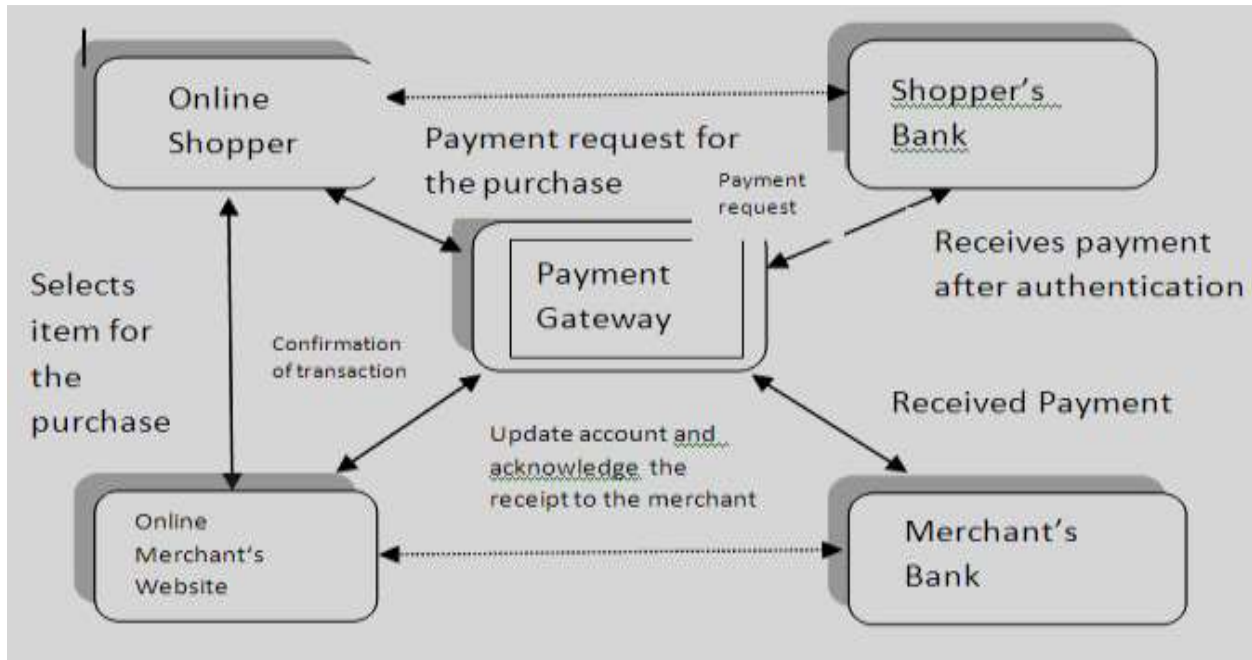 Online
Shopper
Shopper's
Bank
Payment request for
the purchase
Payment
request
Receives payment
after authentication
Payment
Gateway
Selects
item for
the
purchase
Confirmation
of transaction
Received Payment
Update account and
acknowledge the
receipt to the merchant
Online
Merchant's
Website
Merchant's
Bank